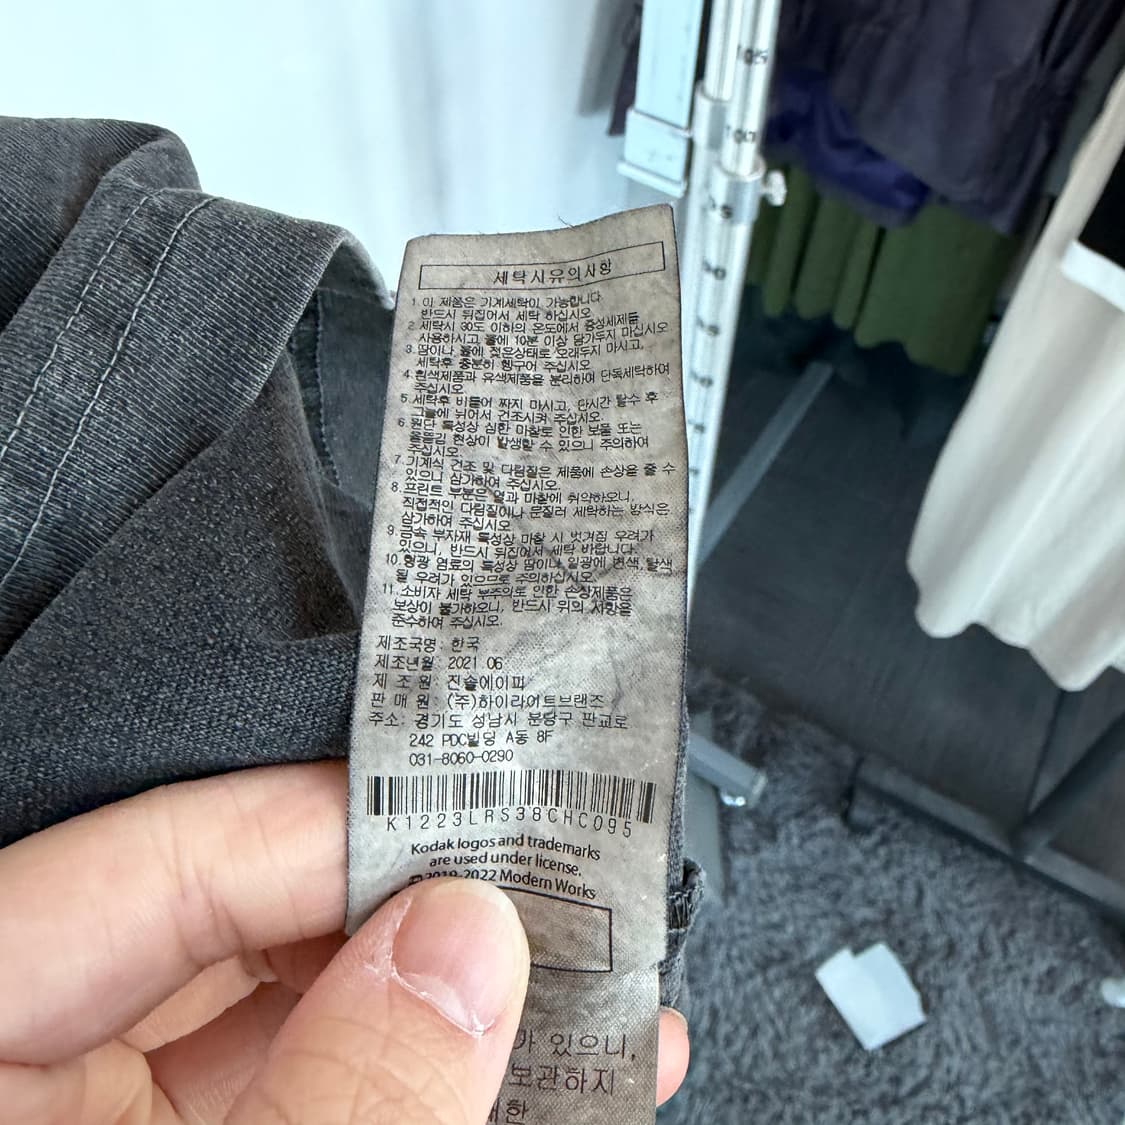 세탁시유의사항
1. 이 제품은 기계세탁이 가능합니다.
반드시 뒤집어서 세탁 하십시오
2. 세탁시 30도 이하의 온도에서 중성세제를
사용하시고 물에 10분 이상 담가두지 마십시오
3. 땀이나 물에 젖은상태로 오래두지 마시고,
세탁후 충분히 헹구어 주십시오
4. 흰색제품과 유색제품을 분리하여 단독세탁하여
주십시오
5. 세탁후 비틀어 짜지 마시고, 단시간 탈수 후
그늘에 뉘어서 건조시켜 주십시오.
6. 원단 특성상 심한 마찰로 인한 보풀 또는
올뜯김 현상이 발생할 수 있으니 주의하여
주십시오.
7. 기계식 건조 및 다림질은 제품에 손상을 줄 수
있으니 삼가하여 주십시오.
8. 프린트 부분은 열과 마찰에 취약하오니,
직접적인 다림질이나 문질러 세탁하는 방식은
삼가하여 주십시오
9. 금속 부자재 특성상 마찰 시 벗겨짐 우려가
있으니, 반드시 뒤집어서 세탁 바랍니다.
10. 형광 염료의 특성상 땀이나 일광에 변색, 탈색
될 우려가 있으므로 주의하십시오.
11. 소비자 세탁 부주의로 인한 손상제품은
보상이 불가하오니, 반드시 위의 사항을
준수하여 주십시오.
제조국명: 한국
제조년월: 2021.06
제 조 원: 진솔에이피
판 매 원: (주)하이라이트브랜즈
주소: 경기도 성남시 분당구 판교로
242 PDC빌딩 A동 8F
031-8060-0290
K1223LRS38CHC095
Kodak logos and trademarks
are used under license.
2019-2022 Modern Works
가 있으니,
보관하지
100
90